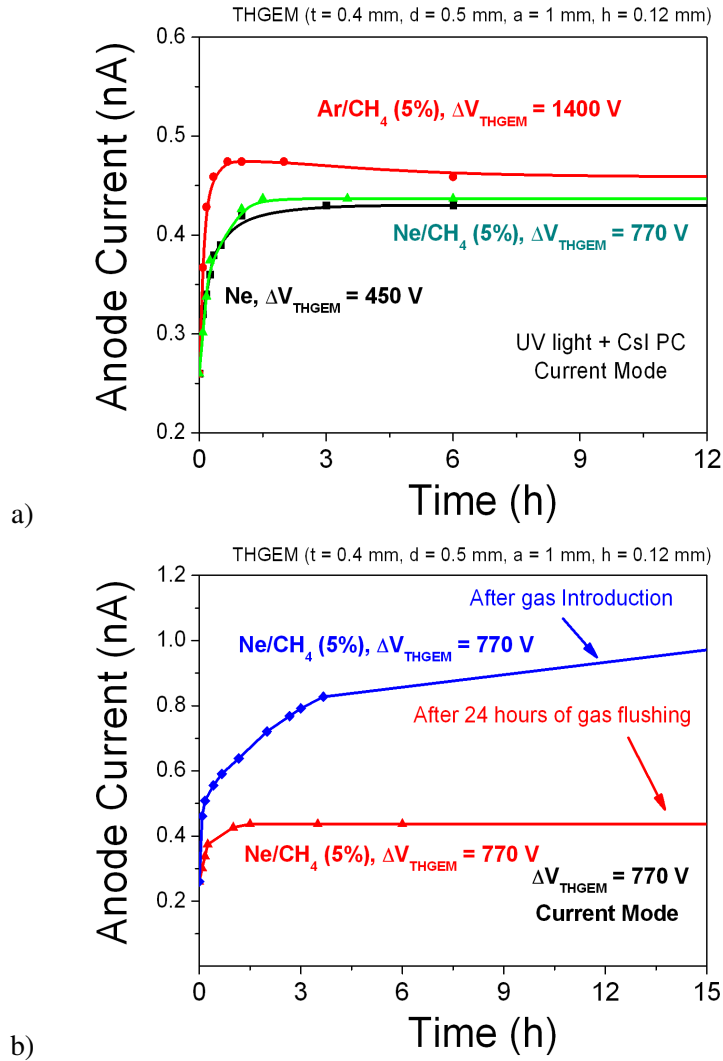 THGEM (t = 0.4 mm, d = 0.5 mm, a = 1 mm, h = 0.12 mm)
0.6
Ar/CH4 (5%), ΔVTHGEM = 1400 V
0.5
0.4
Ne/CH4 (5%), ΔVTHGEM = 770 V
Ne, ΔVTHGEM = 450 V
0.3
UV light + CsI PC
Current Mode
0.2
0 3 6 9 12
Anode Current (nA)
Time (h)
a)
THGEM (t = 0.4 mm, d = 0.5 mm, a = 1 mm, h = 0.12 mm)
1.2
After gas Introduction
1.0
Ne/CH4 (5%), ΔVTHGEM = 770 V
0.8
After 24 hours of gas flushing
0.6
0.4
Ne/CH4 (5%), ΔVTHGEM = 770 V
ΔVTHGEM = 770 V
0.2
Current Mode
0 3 6 9 12 15
Anode Current (nA)
Time (h)
b)